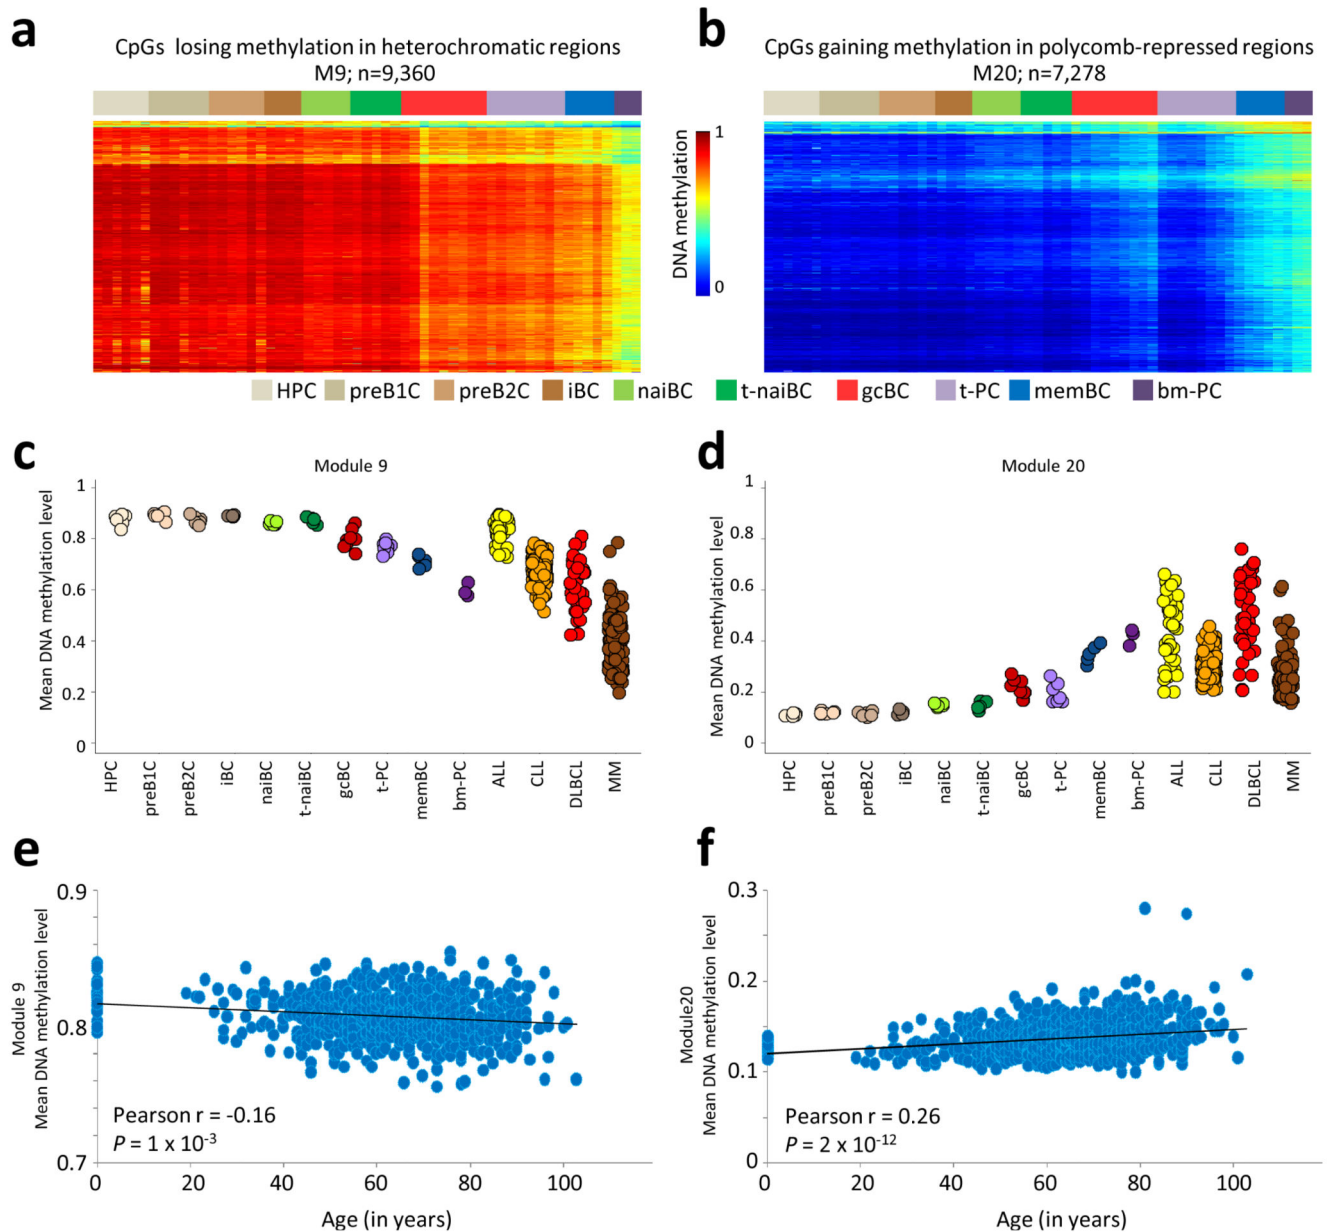 a
CpGs losing methylation in heterochromatic regions
M9; n=9,360
b
CpGs gaining methylation in polycomb-repressed regions
M20; n=7,278
DNA methylation
1
0
HPC preB1C preB2C iBC naiBC t-naiBC gcBC t-PC memBC bm-PC
c
Module 9
Mean DNA methylation level
1
0.8
0.6
0.4
0.2
0
HPC
preB1C
preB2C
iBC
naiBC
t-naiBC
gcBC
t-PC
memBC
bm-PC
ALL
CLL
DLBCL
MM
d
Module 20
Mean DNA methylation level
1
0.8
0.6
0.4
0.2
0
HPC
preB1C
preB2C
iBC
naiBC
t-naiBC
gcBC
t-PC
memBC
bm-PC
ALL
CLL
DLBCL
MM
e
Module 9
Mean DNA methylation level
0.9
0.8
0.7
Pearson r = -0.16
P = 1 x 10⁻³
0 20 40 60 80 100
Age (in years)
f
Module20
Mean DNA methylation level
0.3
0.2
0.1
0
Pearson r = 0.26
P = 2 x 10⁻¹²
0 20 40 60 80 100
Age (in years)